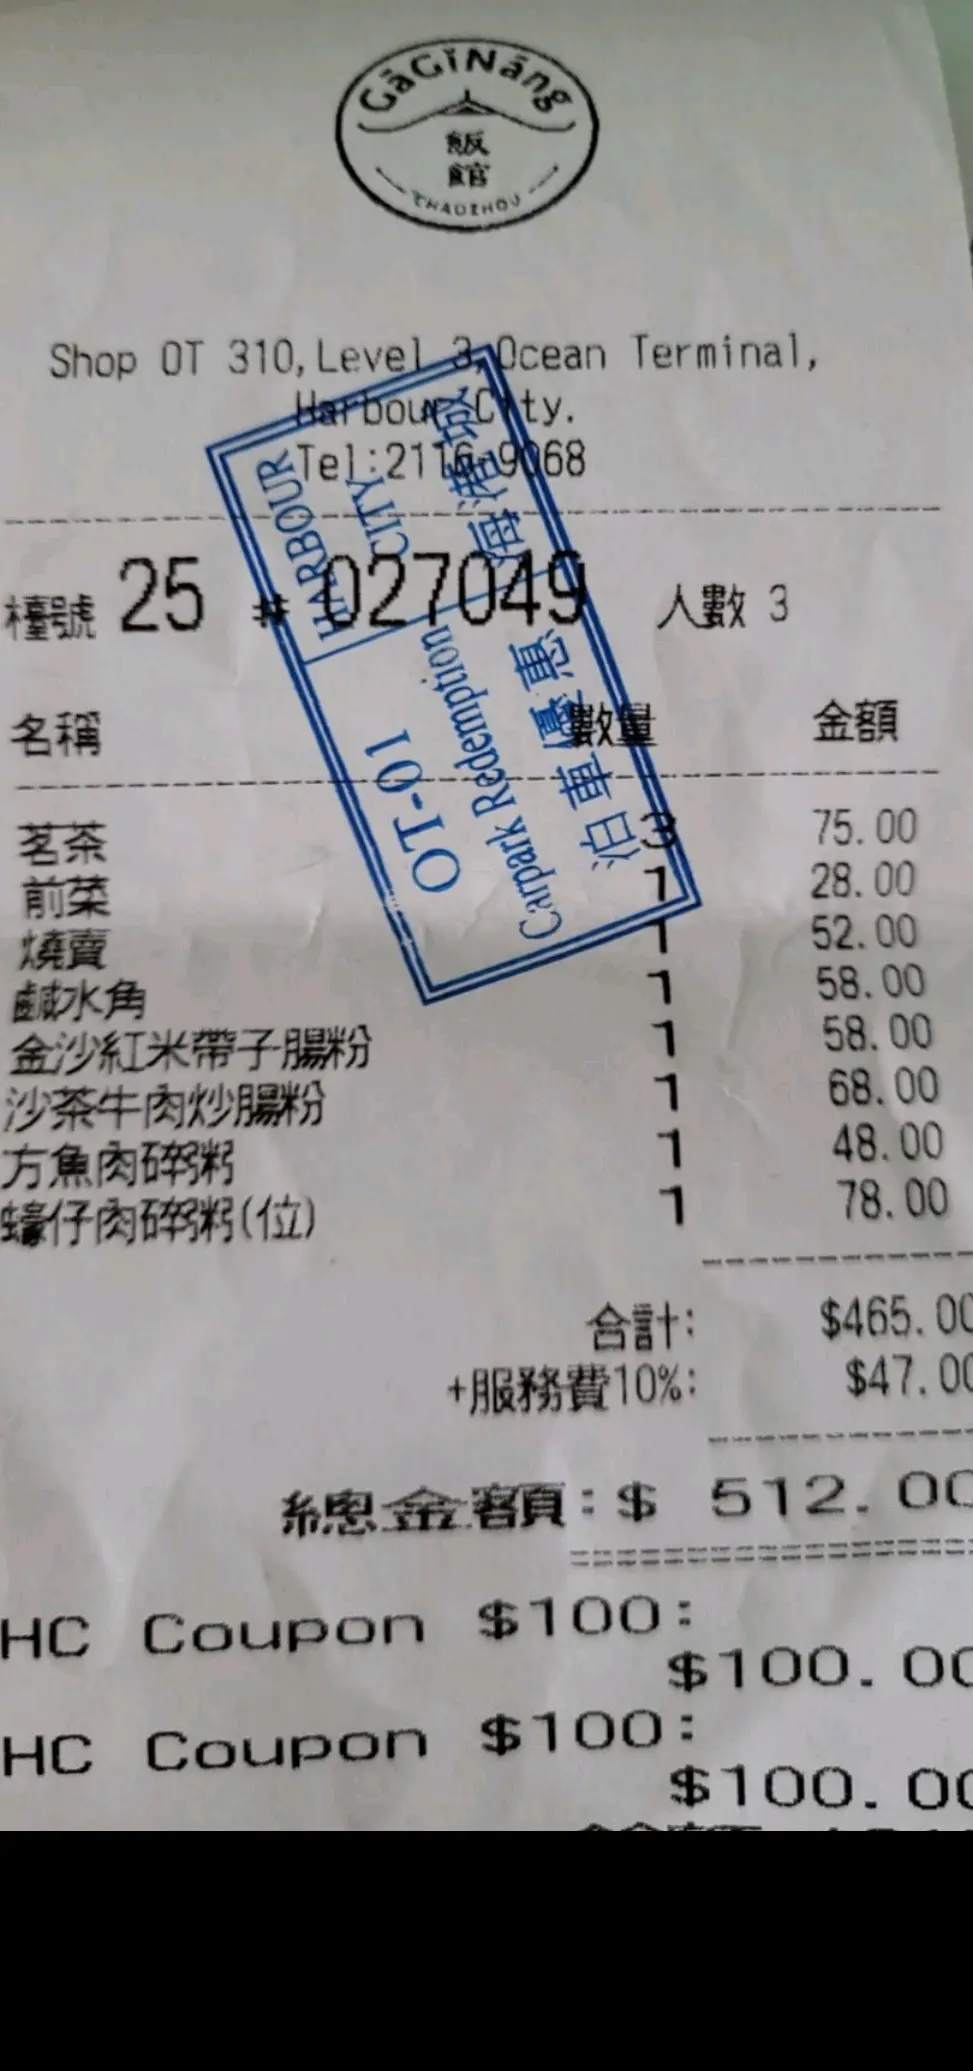 GāGǐNāng
飯
館
CHAOZHOU
Shop OT 310,Level 3,Ocean Terminal,
Harbour City.
Tel:2116-9068
檯號 25 # 027049 人數 3
名稱 數量 金額
茗茶 3 75.00
前菜 1 28.00
燒賣 1 52.00
鹹水角 1 58.00
金沙紅米帶子腸粉 1 58.00
沙茶牛肉炒腸粉 1 68.00
方魚肉碎粥 1 48.00
蠔仔肉碎粥(位) 1 78.00
合計: $465.00
+服務費10%: $47.00
總金額:$ 512.00
HC Coupon $100:
$100.00
HC Coupon $100:
$100.00
HARBOUR
CITY
海港城
OT-01
Carpark Redemption
泊車優惠